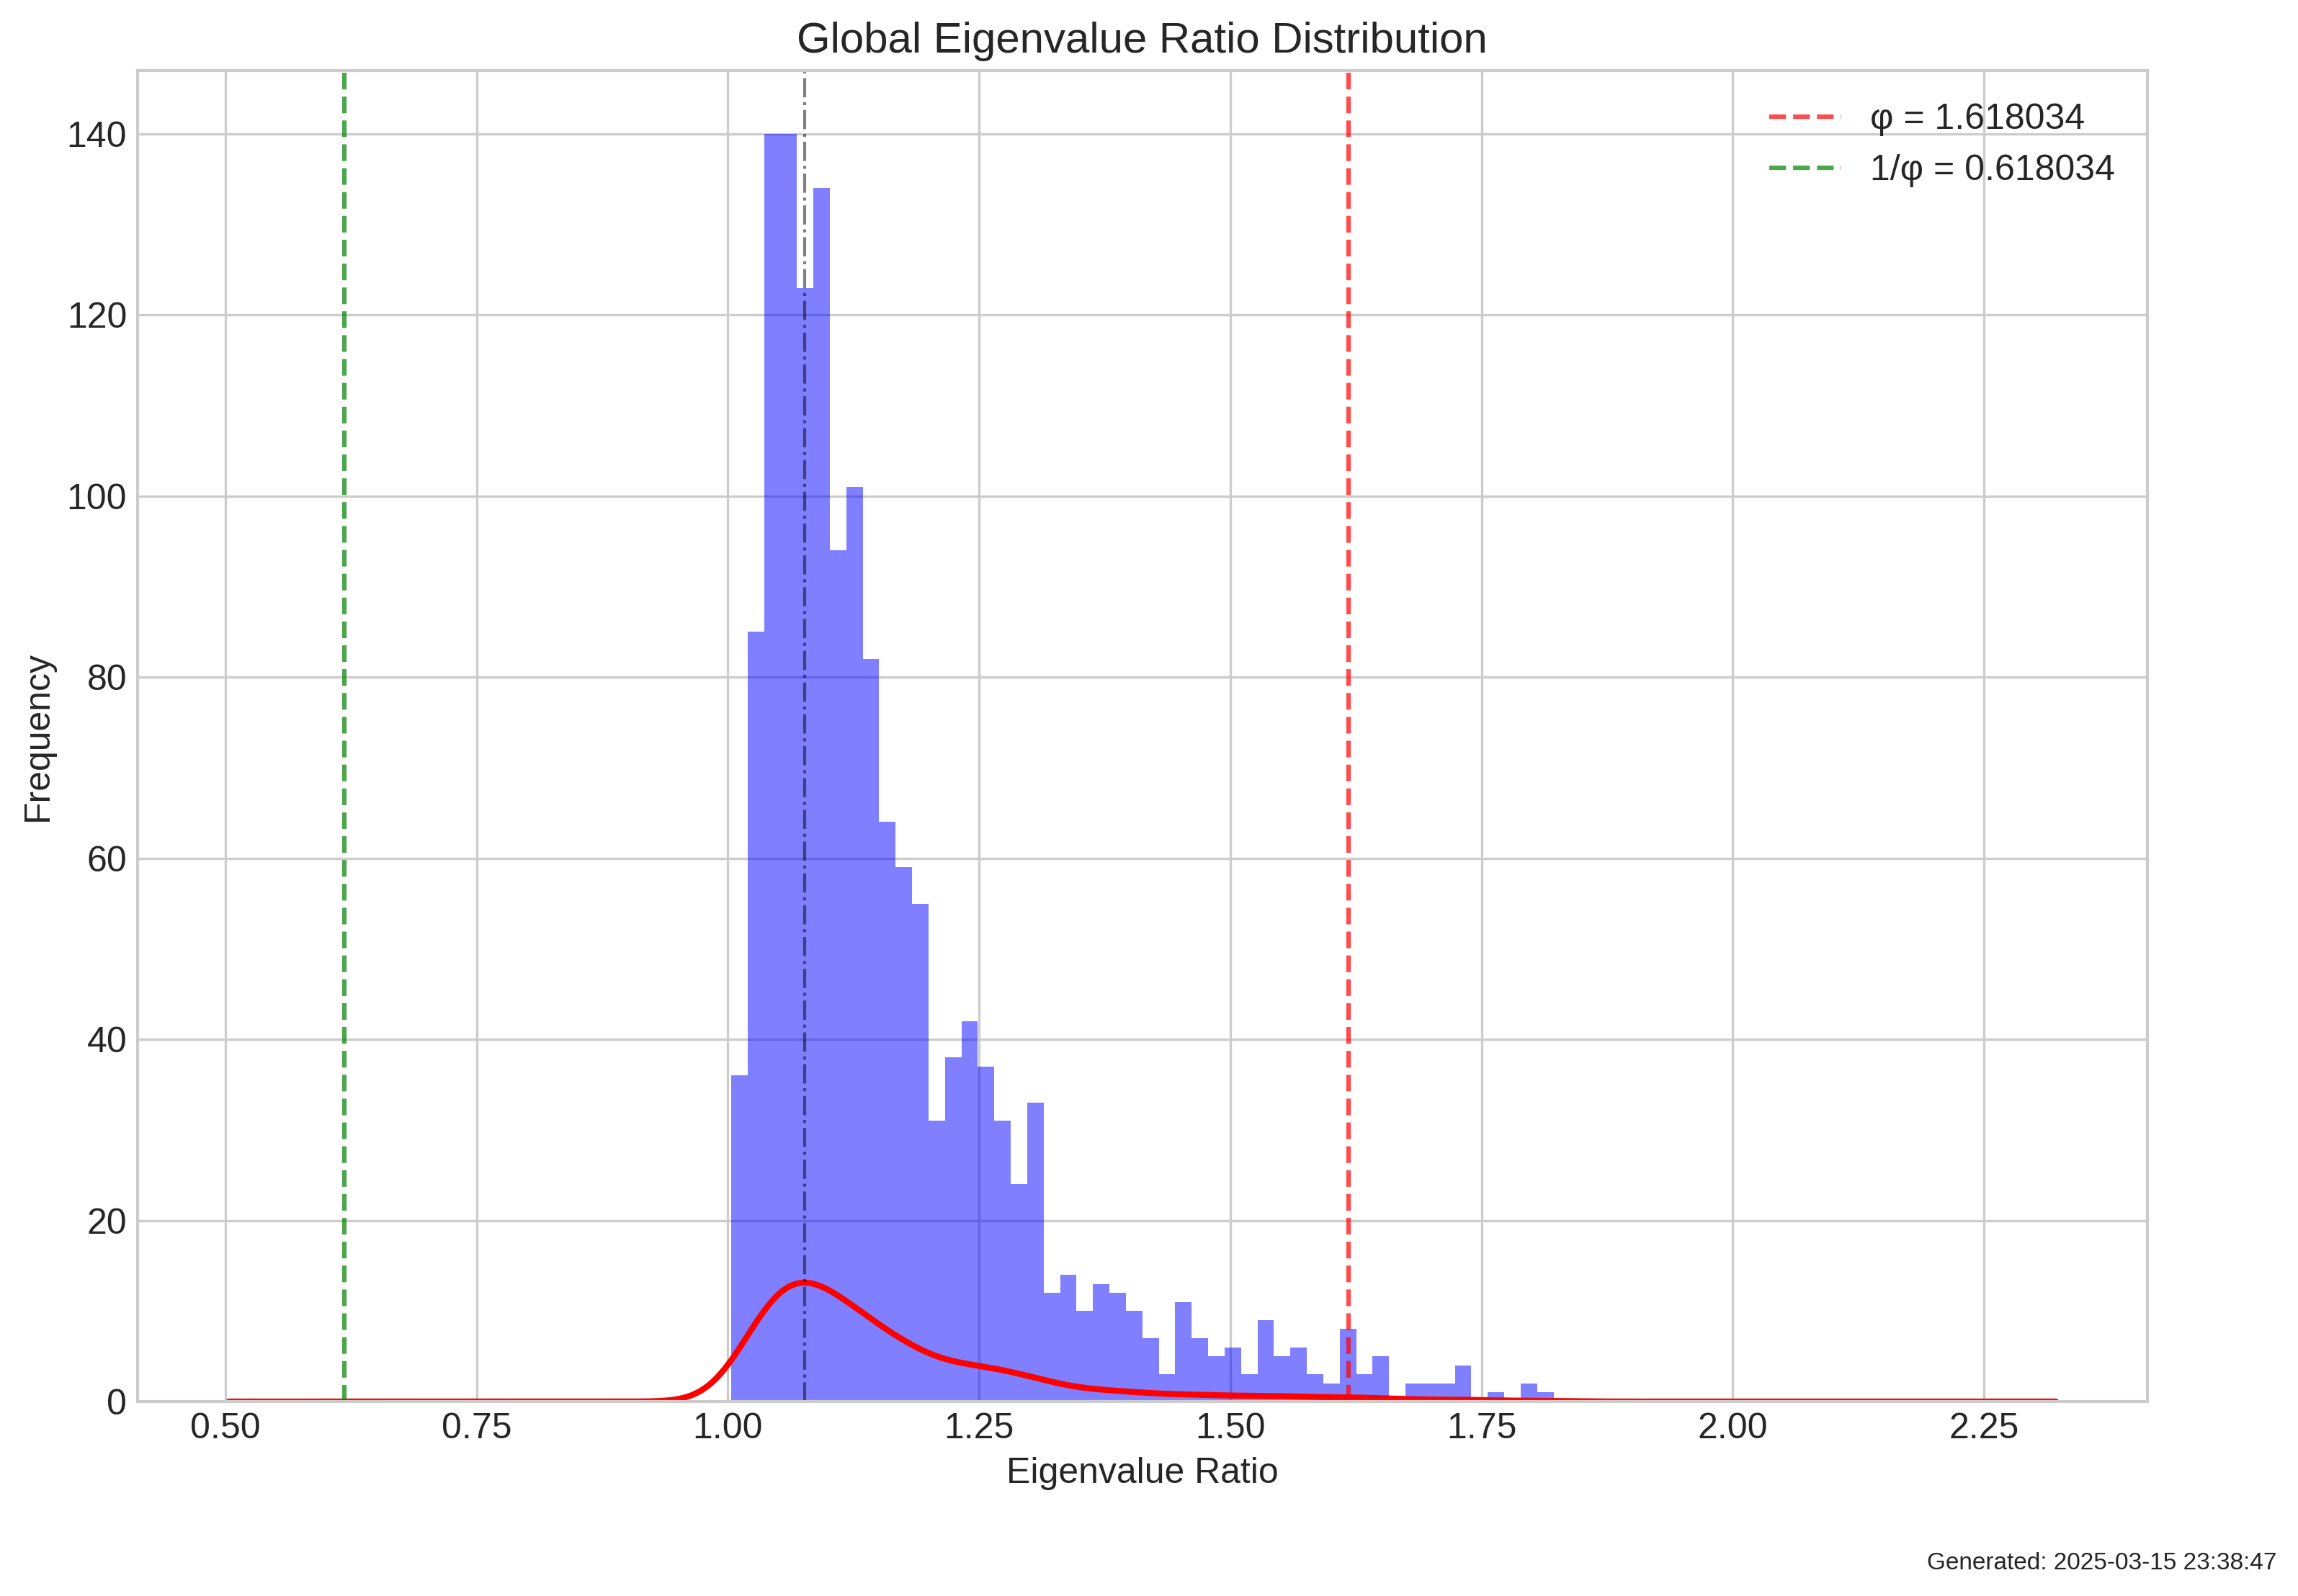 Global Eigenvalue Ratio Distribution
φ = 1.618034
1/φ = 0.618034
140
120
100
80
60
40
20
0
Frequency
0.50 0.75 1.00 1.25 1.50 1.75 2.00 2.25
Eigenvalue Ratio
Generated: 2025-03-15 23:38:47